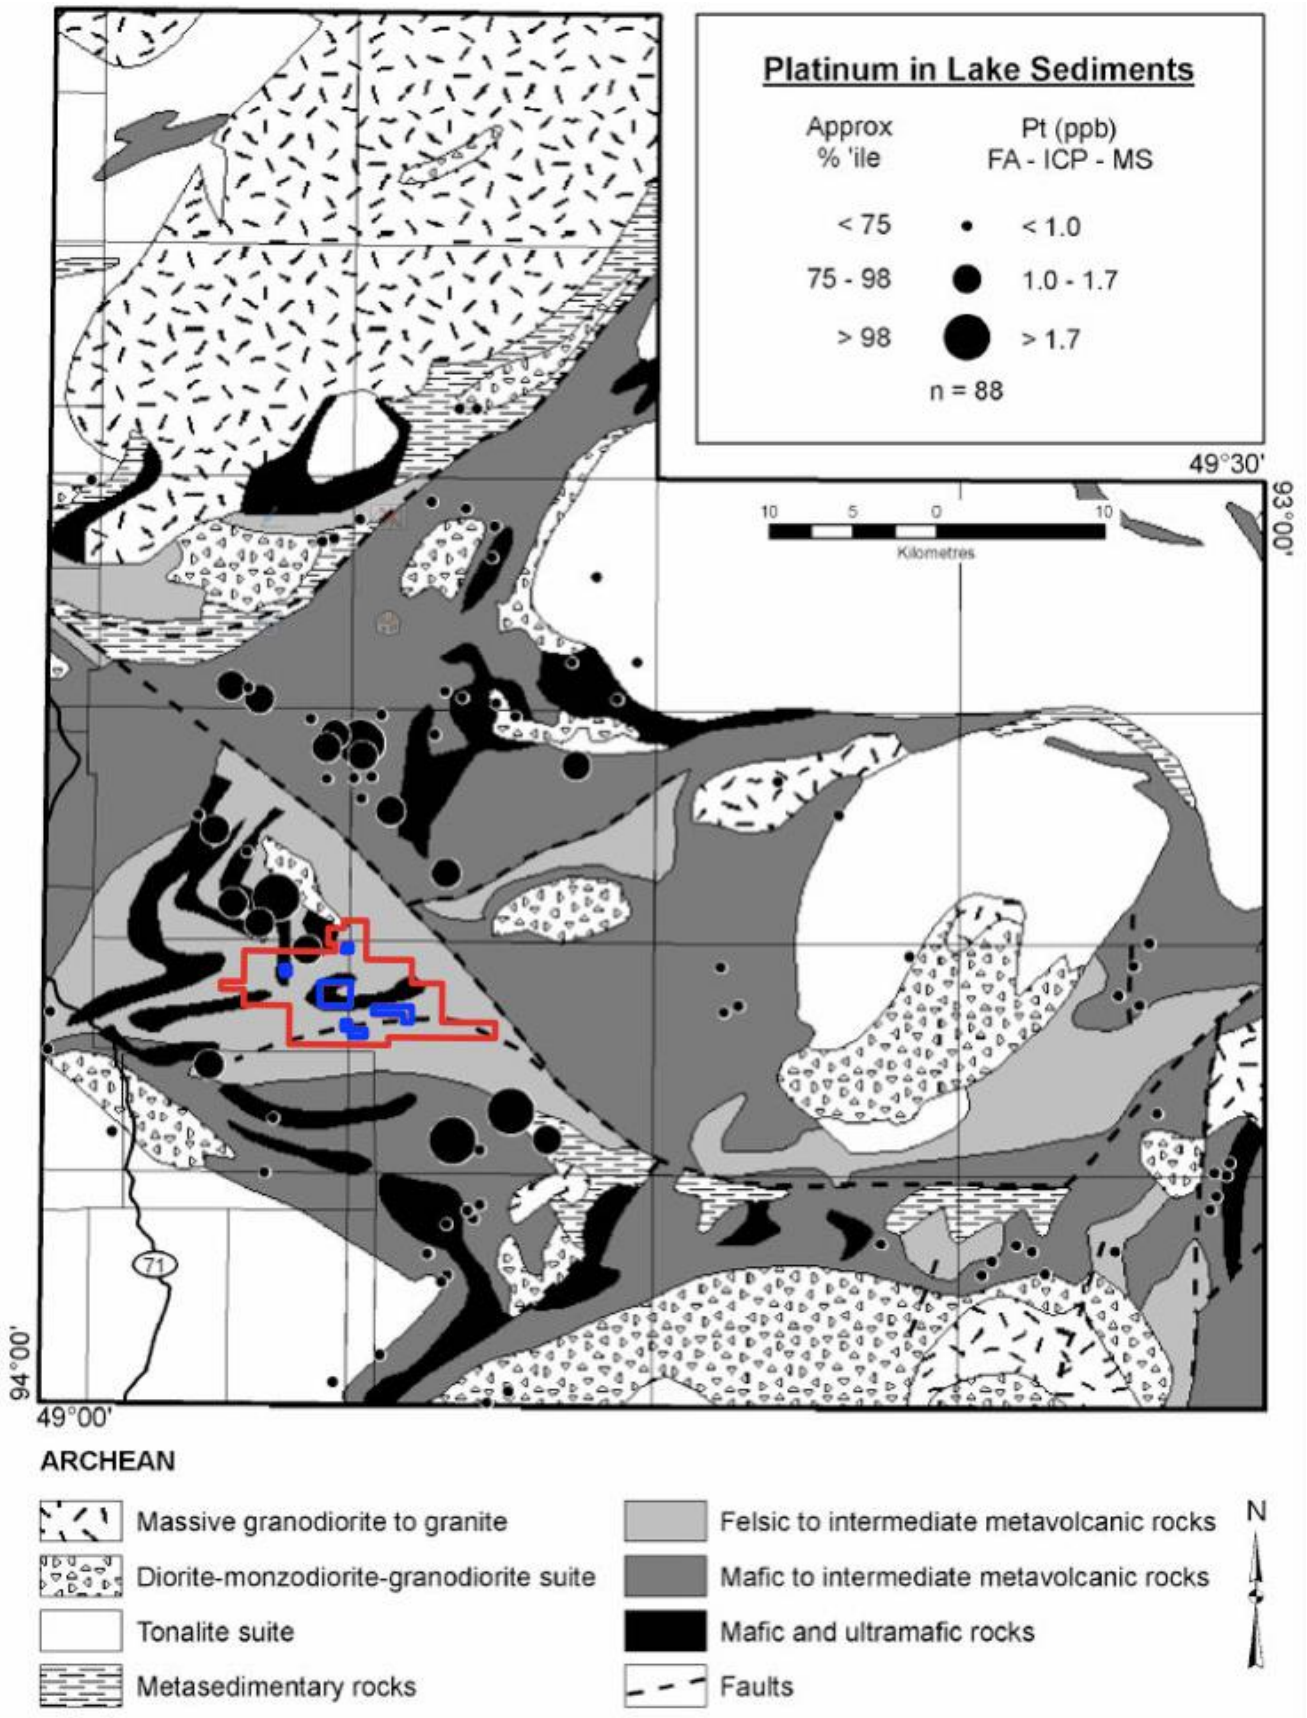 Platinum in Lake Sediments
Approx Pt (ppb)
% 'ile FA - ICP - MS
< 75 < 1.0
75 - 98 1.0 - 1.7
> 98 > 1.7
n = 88
49°30'
93°00'
10 5 0 10
Kilometres
71
94°00'
49°00'
ARCHEAN
N
Massive granodiorite to granite
Felsic to intermediate metavolcanic rocks
Diorite-monzodiorite-granodiorite suite
Mafic to intermediate metavolcanic rocks
Tonalite suite
Mafic and ultramafic rocks
Metasedimentary rocks
Faults